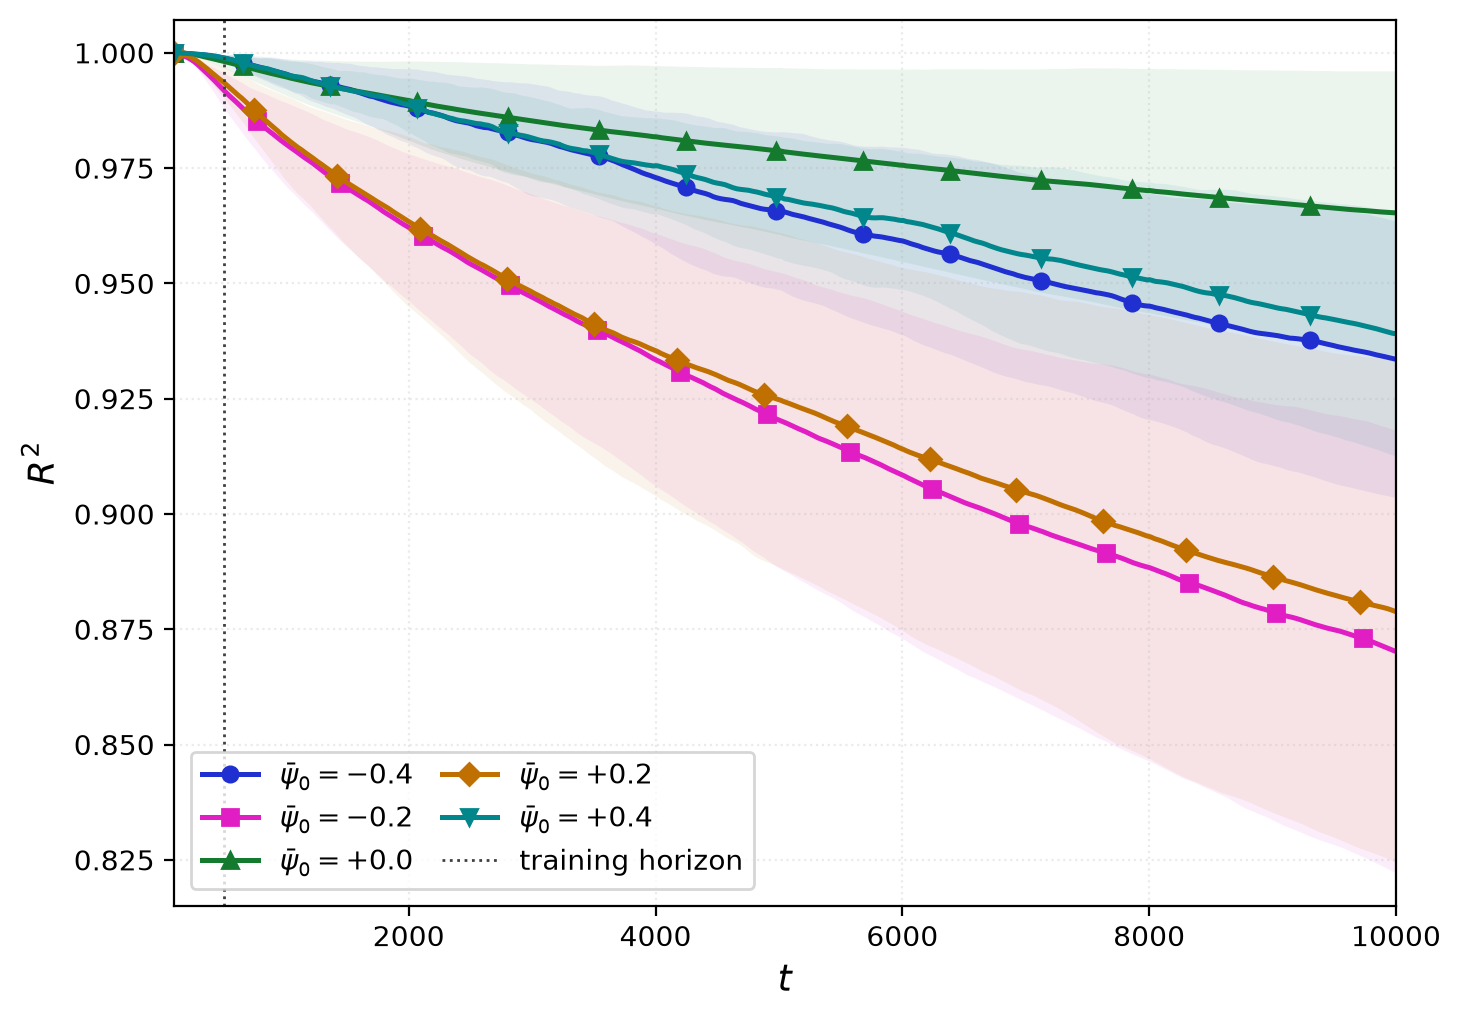 1.000
0.975
0.950
0.925
0.900
0.875
0.850
0.825
R²
ψ̄₀ = −0.4
ψ̄₀ = −0.2
ψ̄₀ = +0.0
ψ̄₀ = +0.2
ψ̄₀ = +0.4
training horizon
2000 4000 6000 8000 10000
t